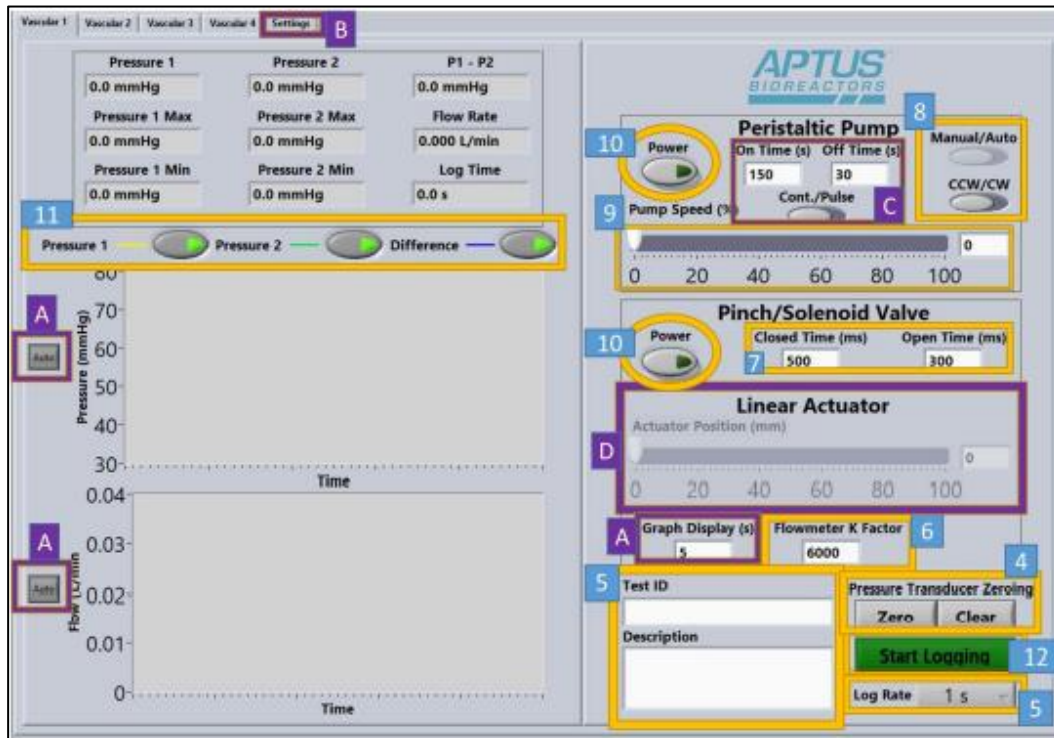 Vascular 1 Vascular 2 Vascular 3 Vascular 4 Settings B
Pressure 1 Pressure 2 P1 - P2
0.0 mmHg 0.0 mmHg 0.0 mmHg
Pressure 1 Max Pressure 2 Max Flow Rate
0.0 mmHg 0.0 mmHg 0.000 L/min
Pressure 1 Min Pressure 2 Min Log Time
0.0 mmHg 0.0 mmHg 0.0 s
11
Pressure 1 Pressure 2 Difference
80
70
A
Auto
60
50
40
30
Pressure (mmHg)
Time
0.04
0.03
A
Auto
0.02
0.01
0
Flow (L/min
Time
APTUS
BIOREACTORS
Peristaltic Pump
10 Power
On Time (s) Off Time (s)
150 30
Cont./Pulse
C
8
Manual/Auto
CCW/CW
9
Pump Speed (%)
0
0 20 40 60 80 100
Pinch/Solenoid Valve
10 Power
Closed Time (ms) Open Time (ms)
7 500 300
Linear Actuator
Actuator Position (mm)
D
0
0 20 40 60 80 100
A Graph Display (s)
5
Flowmeter K Factor 6
6000
4
5 Test ID
Description
Pressure Transducer Zeroing
Zero Clear
Start Logging 12
Log Rate 1 s
5